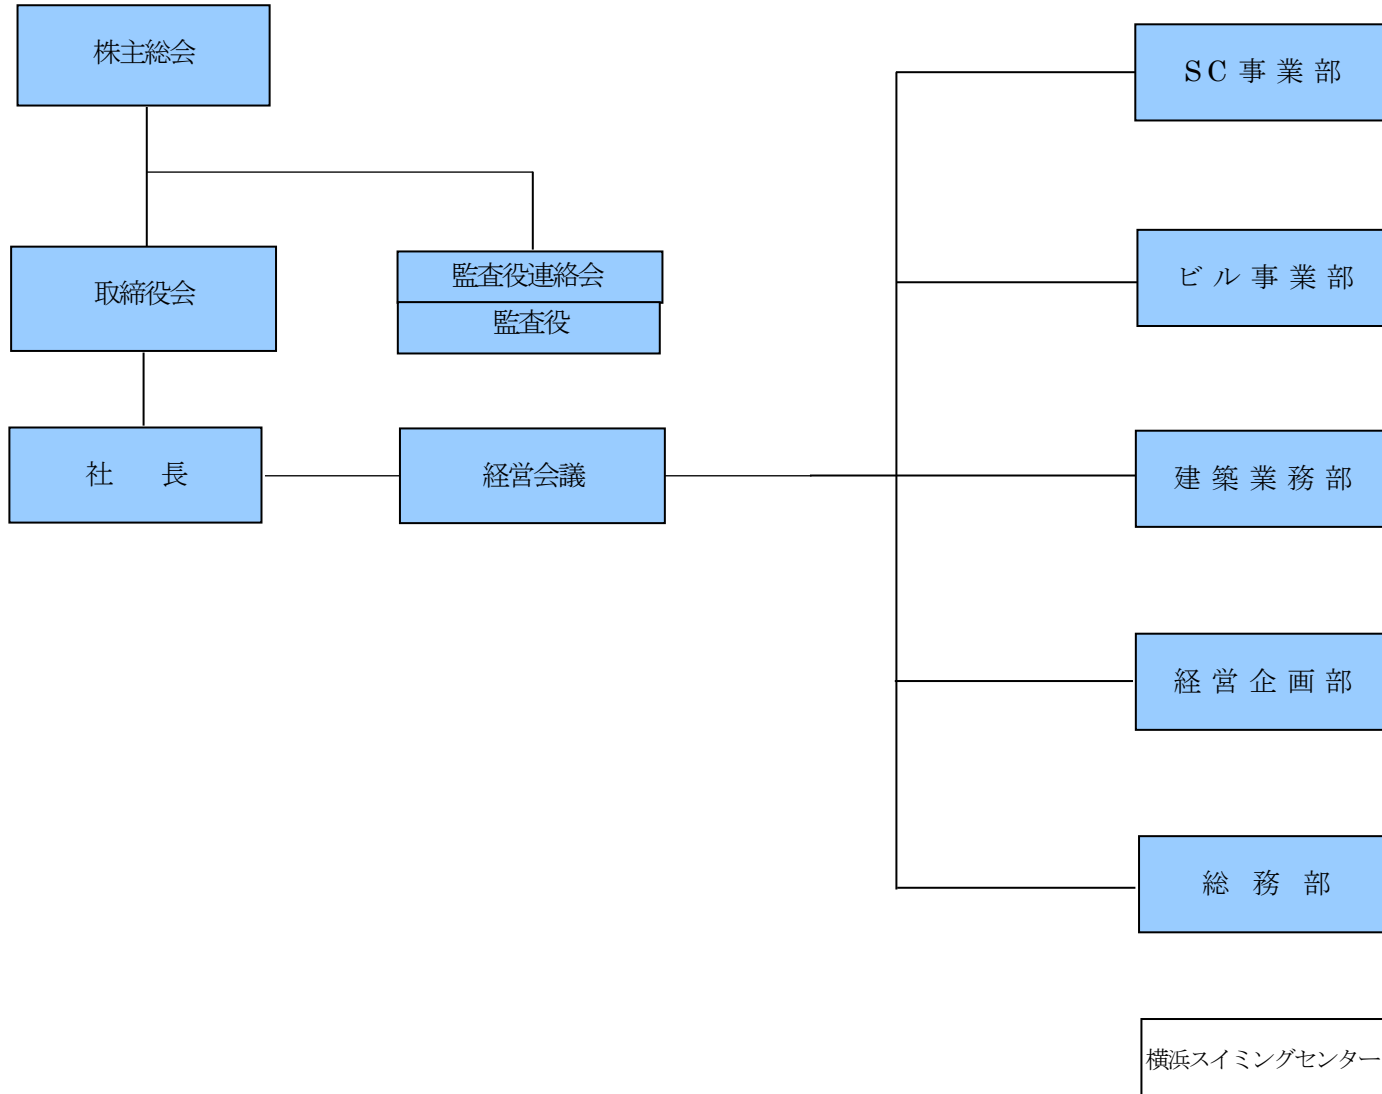 株主総会
取締役会
監査役連絡会
監査役
社　　長
経営会議
SC 事 業 部
ビ ル 事 業 部
建 築 業 務 部
経 営 企 画 部
総　務　部
横浜スイミングセンター